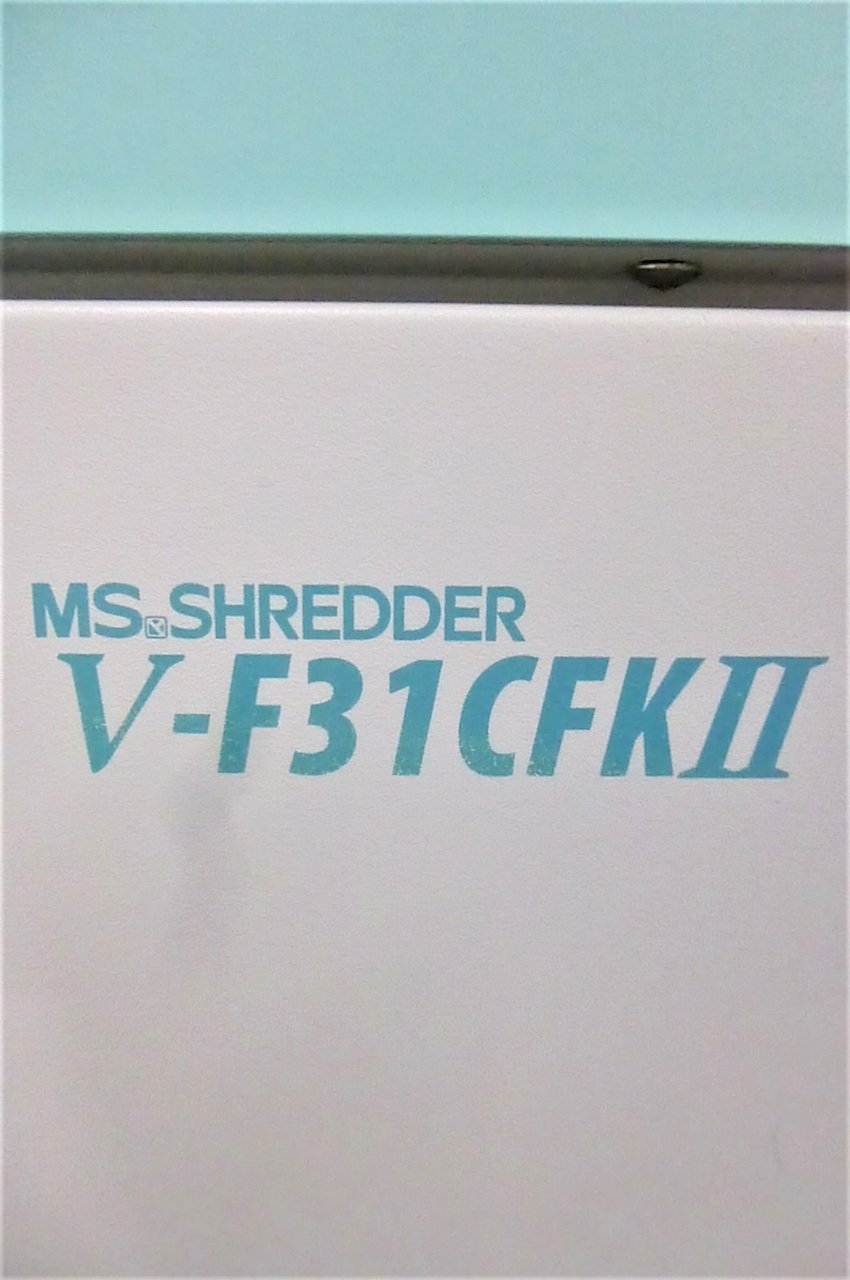 MS SHREDDER
V-F31CFKII